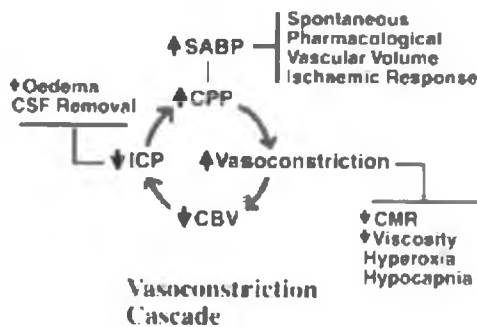 Spontaneous
↑SABP
Pharmacological
Vascular Volume
Ischaemic Response
↑CPP
↓Oedema
CSF Removal
↓ICP
↑Vasoconstriction
↓CBV
↓CMR
↓Viscosity
Hyperoxia
Hypocapnia
Vasoconstriction
Cascade